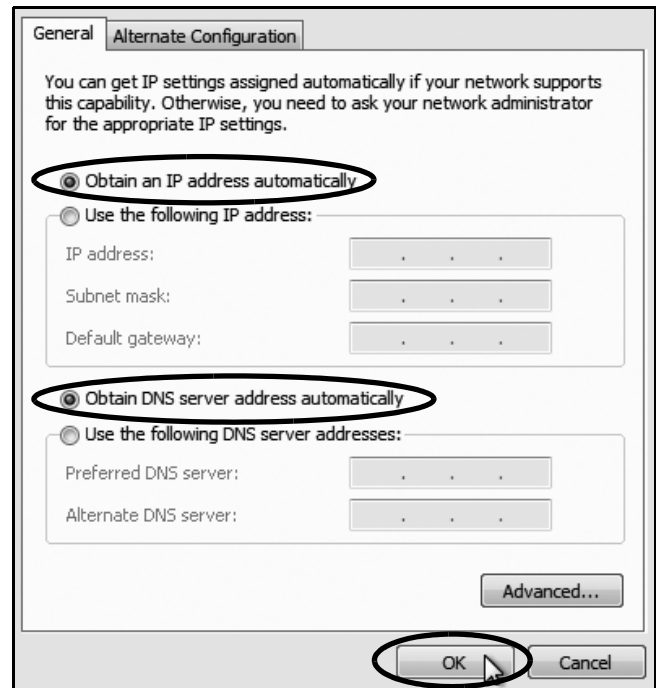 General
Alternate Configuration
You can get IP settings assigned automatically if your network supports
this capability. Otherwise, you need to ask your network administrator
for the appropriate IP settings.
Obtain an IP address automatically
Use the following IP address:
IP address:
Subnet mask:
Default gateway:
Obtain DNS server address automatically
Use the following DNS server addresses:
Preferred DNS server:
Alternate DNS server:
Advanced...
OK
Cancel